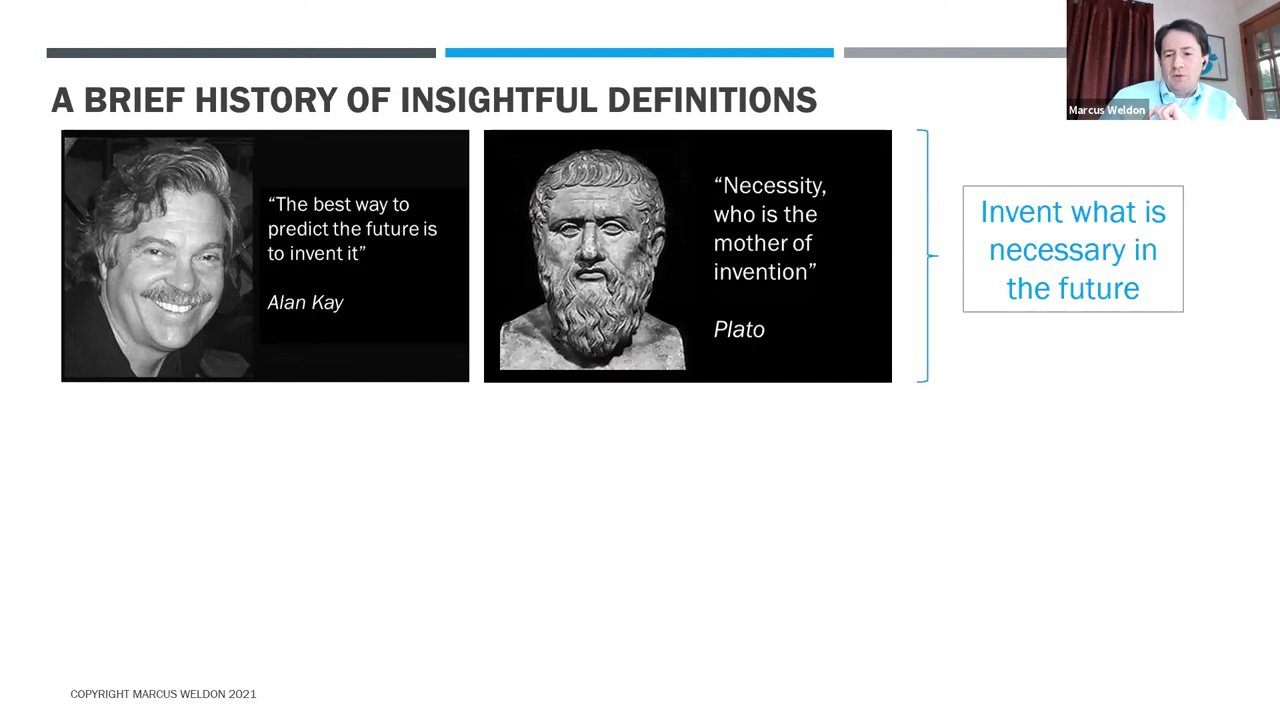 Marcus Weldon
A BRIEF HISTORY OF INSIGHTFUL DEFINITIONS
“The best way to
predict the future is
to invent it”
Alan Kay
“Necessity,
who is the
mother of
invention”
Plato
Invent what is
necessary in
the future
COPYRIGHT MARCUS WELDON 2021